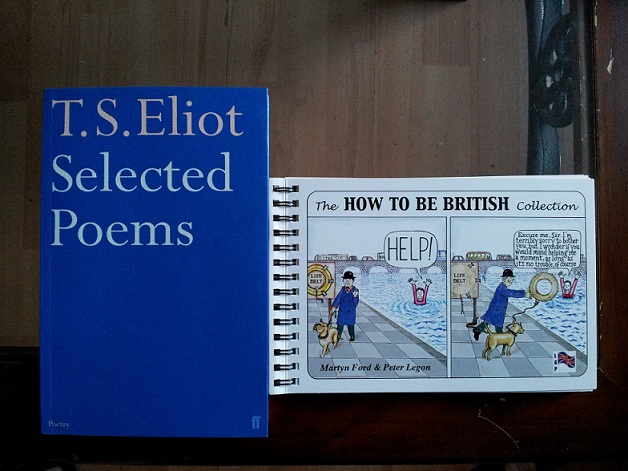 T.S.Eliot
Selected
Poems
Poetry
ff
The HOW TO BE BRITISH Collection
HELP!
LIFE
BELT
Excuse me, Sir. I'm
terribly sorry to bother
you, but I wonder if you
would mind helping me
a moment, as long as
it's no trouble, of course
LIFE
BELT
Martyn Ford & Peter Legon